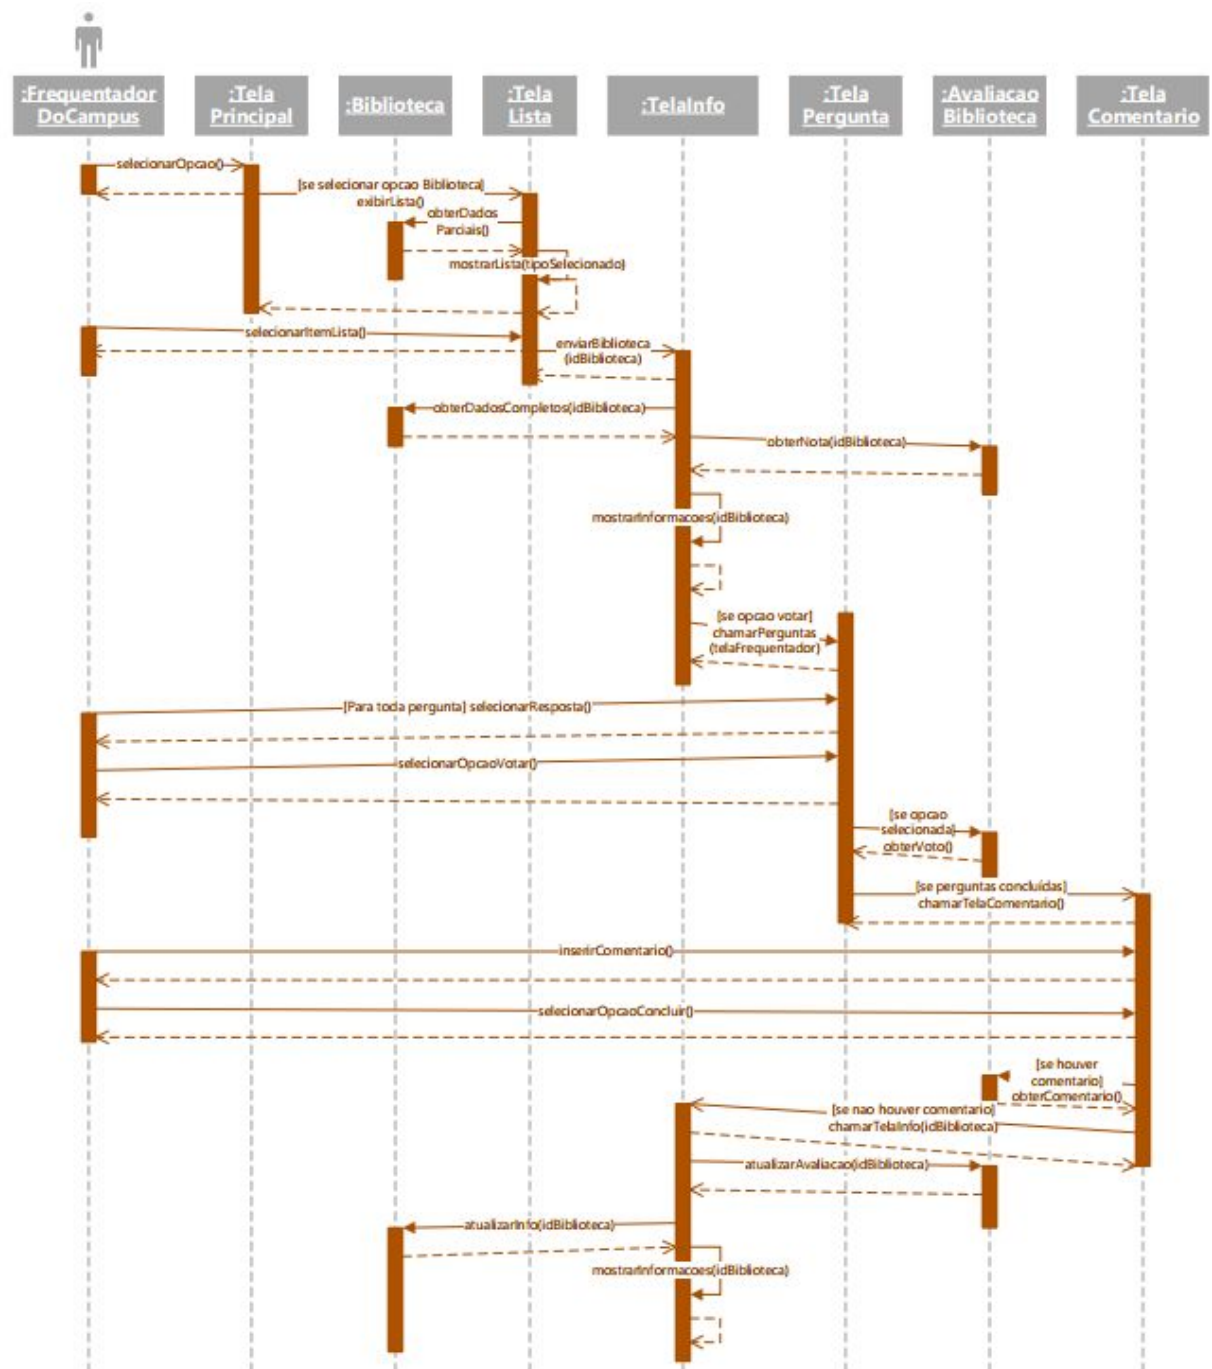 :Frequentador
DoCampus
:Tela
Principal
:Biblioteca
:Tela
Lista
:TelaInfo
:Tela
Pergunta
:Avaliacao
Biblioteca
:Tela
Comentario
selecionarOpcao()
[se selecionar opcao Biblioteca]
exibirLista()
obterDados
Parciais()
mostrarLista(tipoSelecionado)
selecionarItemLista()
enviarBiblioteca
(idBiblioteca)
obterDadosCompletos(idBiblioteca)
obterNota(idBiblioteca)
mostrarInformacoes(idBiblioteca)
[se opcao votar]
chamarPerguntas
(telaFrequentador)
[Para toda pergunta] selecionarResposta()
selecionarOpcaoVotar()
[se opcao
selecionada]
obterVoto()
[se perguntas concluídas]
chamarTelaComentario()
inserirComentario()
selecionarOpcaoConcluir()
[se houver
comentario]
obterComentario()
[se nao houver comentario]
chamarTelaInfo(idBiblioteca)
atualizarAvaliacao(idBiblioteca)
atualizarInfo(idBiblioteca)
mostrarInformacoes(idBiblioteca)